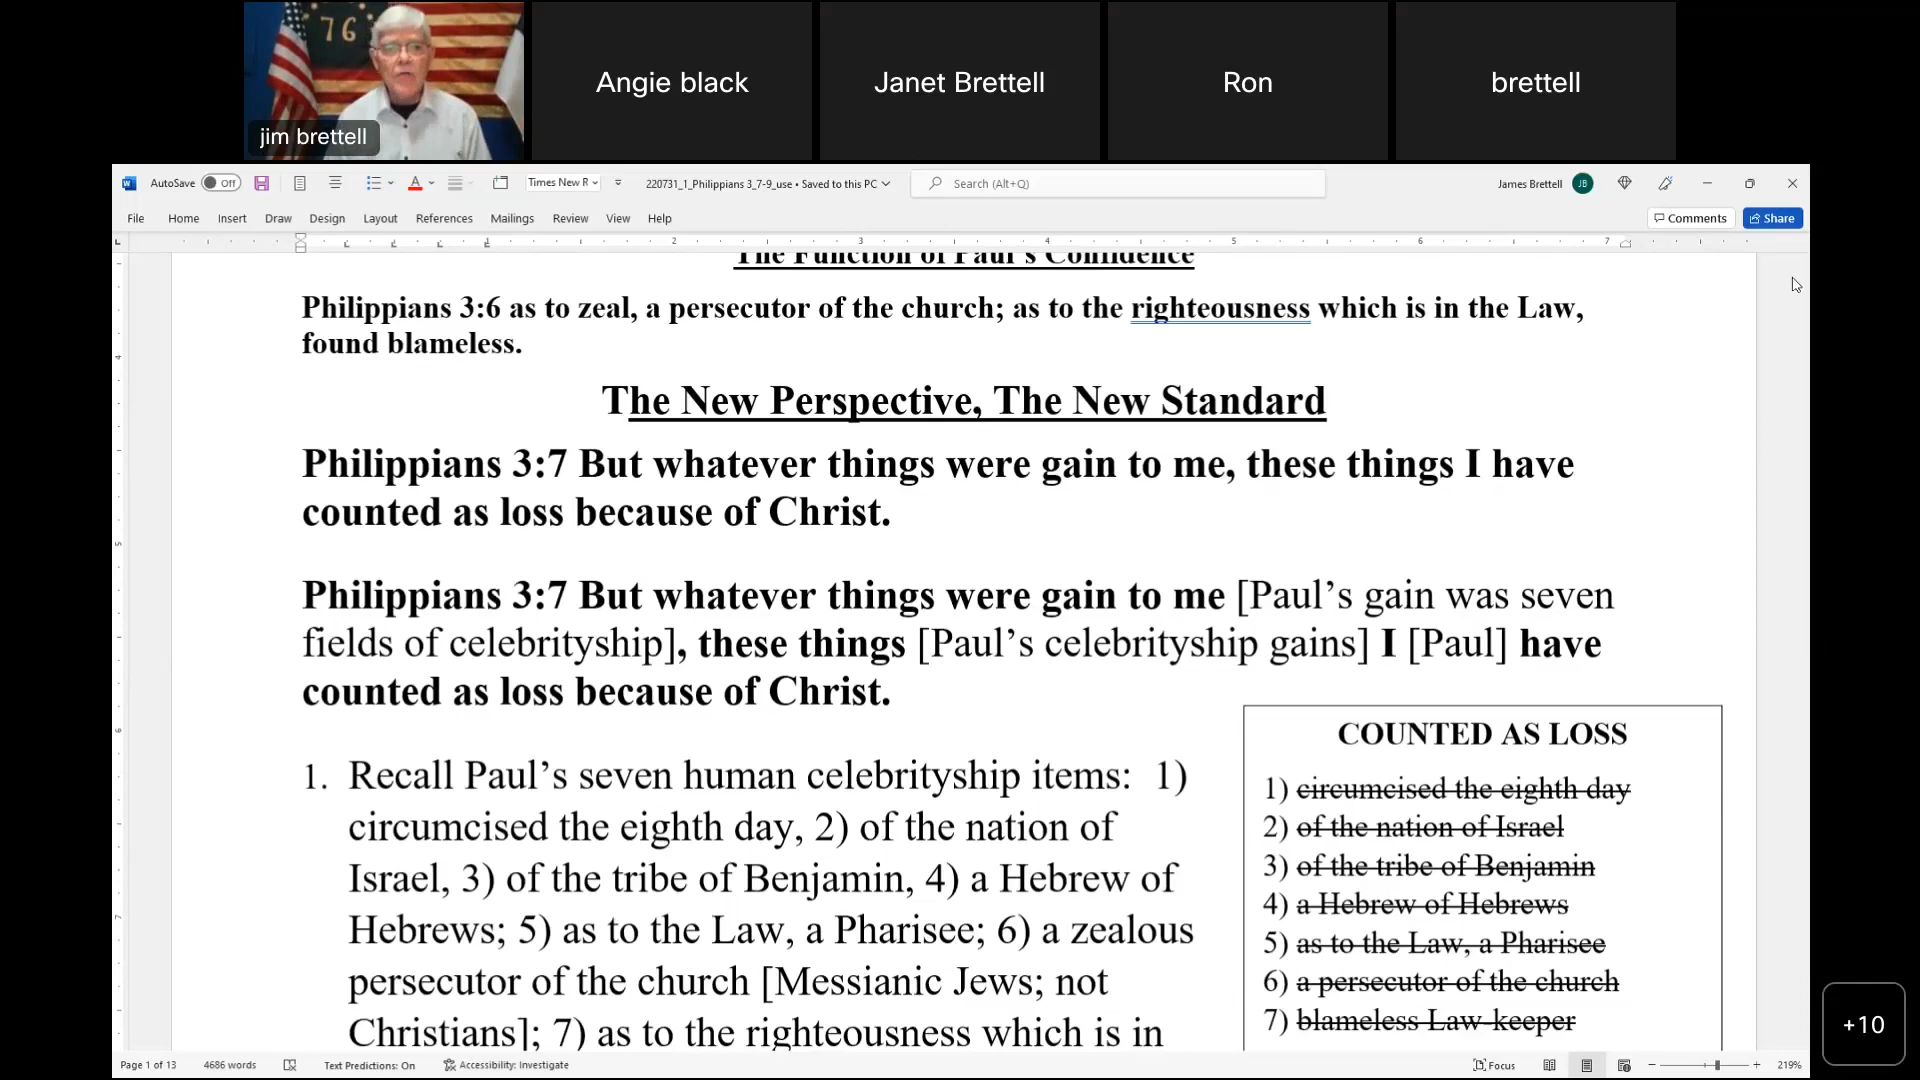 76
jim brettell
Angie black
Janet Brettell
Ron
brettell
AutoSave Off
Times New R
220731_1_Philippians 3_7-9_use • Saved to this PC
Search (Alt+Q)
James Brettell JB
File Home Insert Draw Design Layout References Mailings Review View Help
Comments Share
2 3 4 5 6 7
The Function of Paul's Confidence
Philippians 3:6 as to zeal, a persecutor of the church; as to the righteousness which is in the Law,
found blameless.
The New Perspective, The New Standard
Philippians 3:7 But whatever things were gain to me, these things I have
counted as loss because of Christ.
Philippians 3:7 But whatever things were gain to me [Paul’s gain was seven
fields of celebrityship], these things [Paul’s celebrityship gains] I [Paul] have
counted as loss because of Christ.
1. Recall Paul’s seven human celebrityship items: 1)
circumcised the eighth day, 2) of the nation of
Israel, 3) of the tribe of Benjamin, 4) a Hebrew of
Hebrews; 5) as to the Law, a Pharisee; 6) a zealous
persecutor of the church [Messianic Jews; not
Christians]; 7) as to the righteousness which is in
COUNTED AS LOSS
1) circumcised the eighth day
2) of the nation of Israel
3) of the tribe of Benjamin
4) a Hebrew of Hebrews
5) as to the Law, a Pharisee
6) a persecutor of the church
7) blameless Law-keeper
+10
Page 1 of 13 4686 words Text Predictions: On Accessibility: Investigate Focus 219%